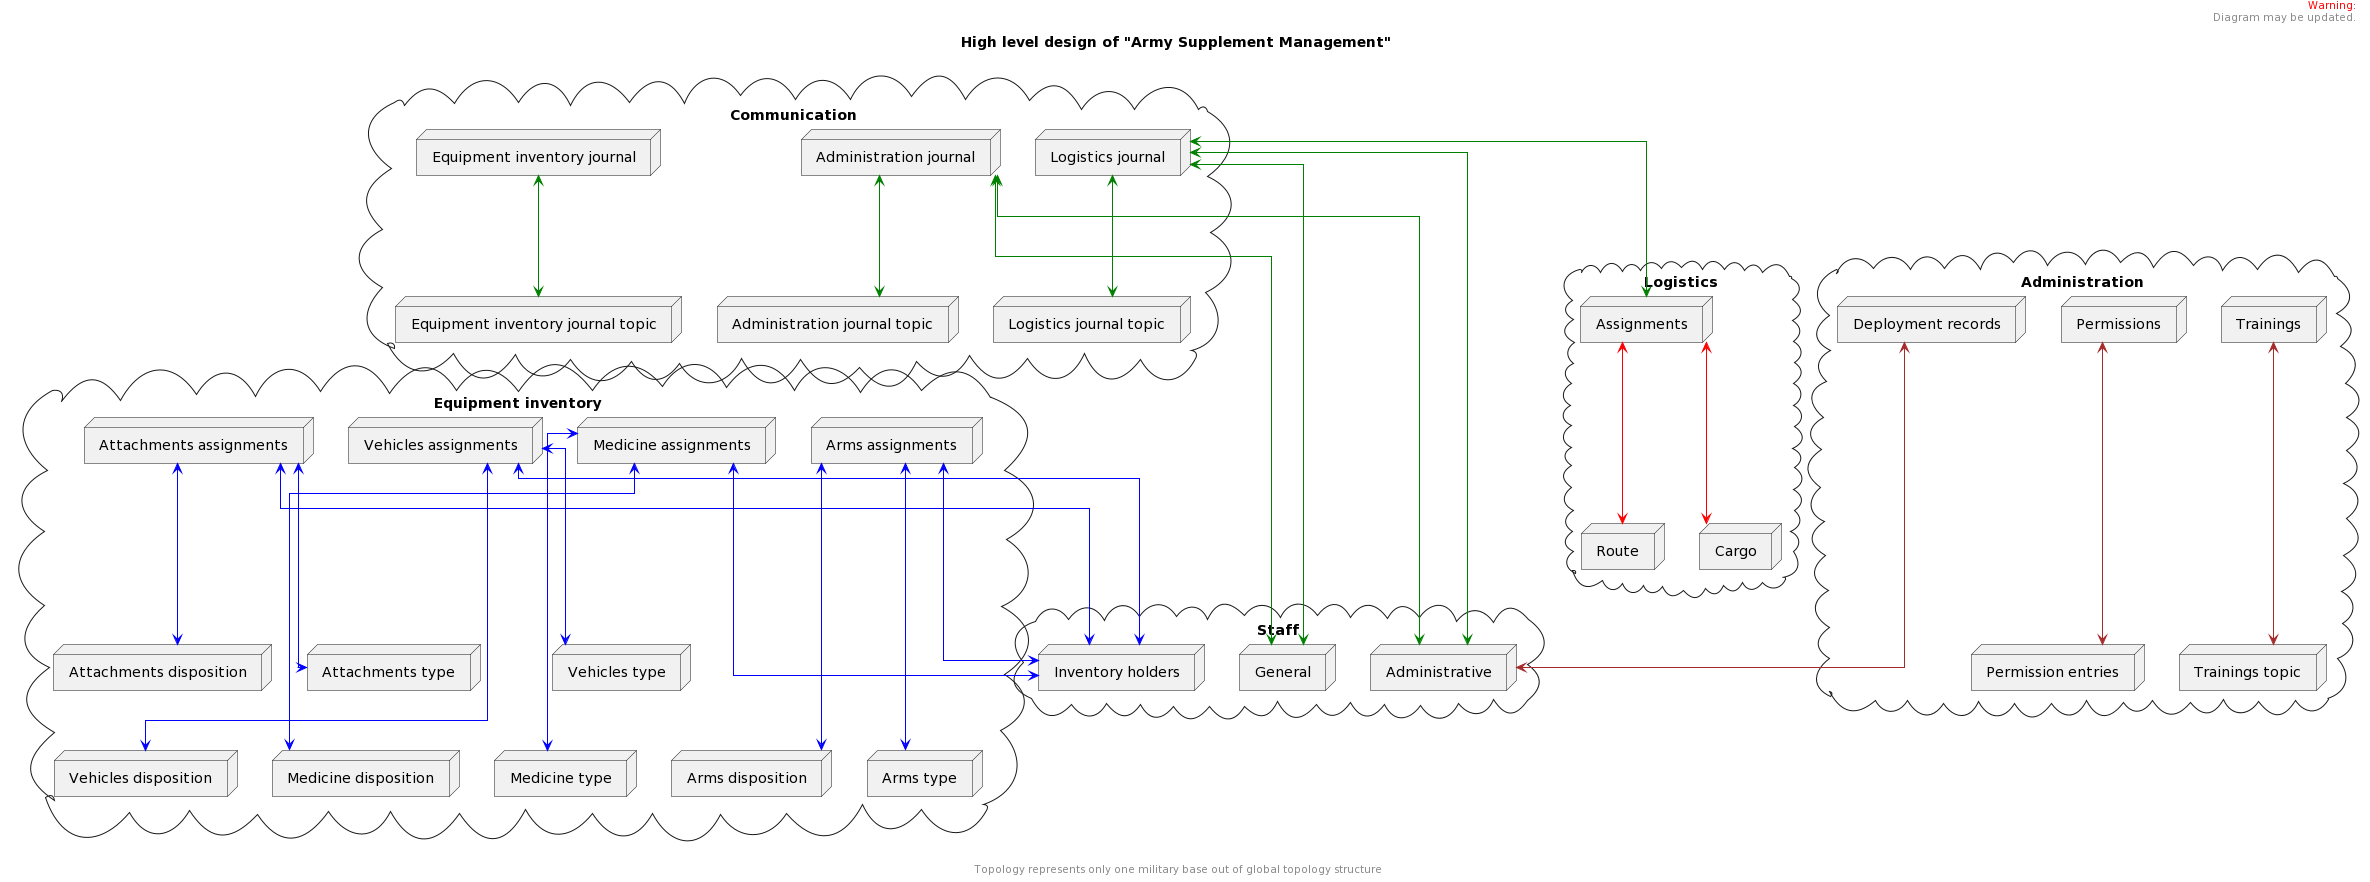 Warning:
Diagram may be updated.
High level design of "Army Supplement Management"
Communication
Equipment inventory journal
Administration journal
Logistics journal
Equipment inventory journal topic
Administration journal topic
Logistics journal topic
Logistics
Assignments
Route
Cargo
Administration
Deployment records
Permissions
Trainings
Permission entries
Trainings topic
Equipment inventory
Attachments assignments
Vehicles assignments
Medicine assignments
Arms assignments
Attachments disposition
Attachments type
Vehicles type
Vehicles disposition
Medicine disposition
Medicine type
Arms disposition
Arms type
Staff
Inventory holders
General
Administrative
Topology represents only one military base out of global topology structure